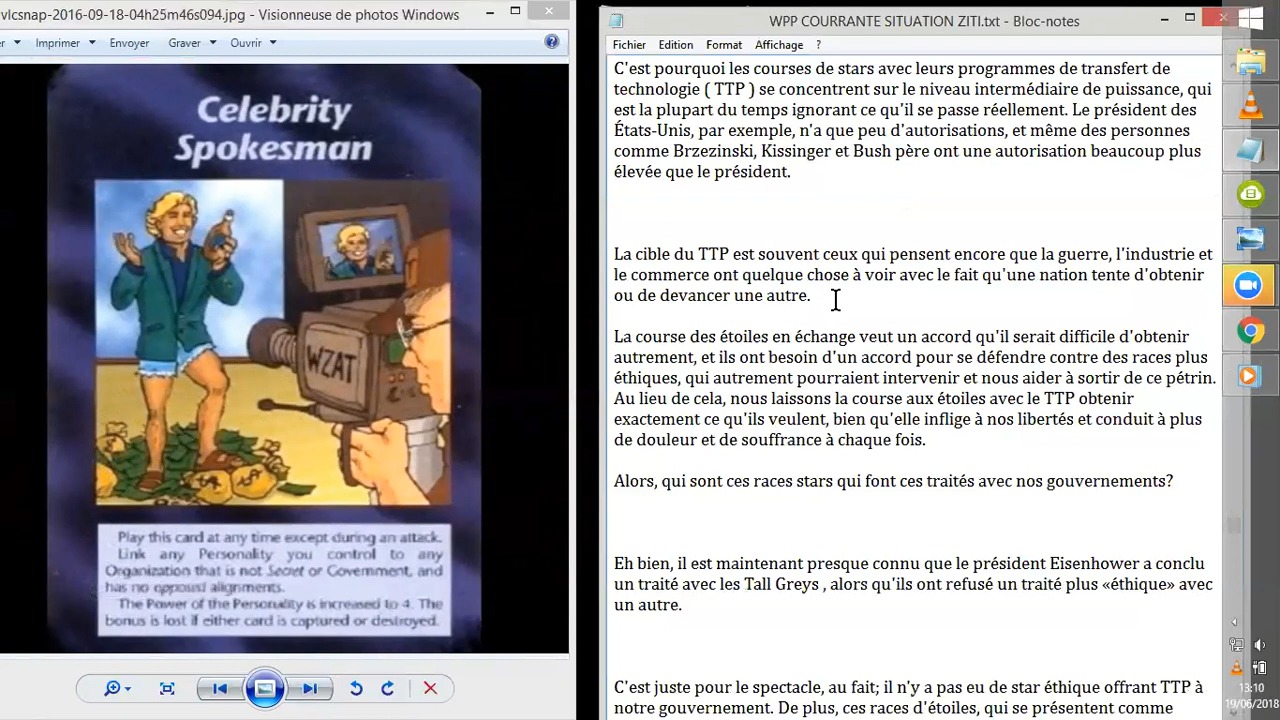 vlcsnap-2016-09-18-04h25m46s094.jpg - Visionneuse de photos Windows
Imprimer Envoyer Graver Ouvrir
Celebrity
Spokesman
WZAT
Play this card at any time except during an attack.
Link any Personality you control to any
Organization that is not Secret or Government, and
has no opposite alignments.
The Power of the Personality is increased to 4. The
bonus is lost if either card is captured or destroyed.
WPP COURRANTE SITUATION ZITI.txt - Bloc-notes
Fichier Edition Format Affichage ?
C'est pourquoi les courses de stars avec leurs programmes de transfert de
technologie ( TTP ) se concentrent sur le niveau intermédiaire de puissance, qui
est la plupart du temps ignorant ce qu'il se passe réellement. Le président des
États-Unis, par exemple, n'a que peu d'autorisations, et même des personnes
comme Brzezinski, Kissinger et Bush père ont une autorisation beaucoup plus
élevée que le président.
La cible du TTP est souvent ceux qui pensent encore que la guerre, l'industrie et
le commerce ont quelque chose à voir avec le fait qu'une nation tente d'obtenir
ou de devancer une autre.
La course des étoiles en échange veut un accord qu'il serait difficile d'obtenir
autrement, et ils ont besoin d'un accord pour se défendre contre des races plus
éthiques, qui autrement pourraient intervenir et nous aider à sortir de ce pétrin.
Au lieu de cela, nous laissons la course aux étoiles avec le TTP obtenir
exactement ce qu'ils veulent, bien qu'elle inflige à nos libertés et conduit à plus
de douleur et de souffrance à chaque fois.
Alors, qui sont ces races stars qui font ces traités avec nos gouvernements?
Eh bien, il est maintenant presque connu que le président Eisenhower a conclu
un traité avec les Tall Greys , alors qu'ils ont refusé un traité plus «éthique» avec
un autre.
C'est juste pour le spectacle, au fait; il n'y a pas eu de star éthique offrant TTP à
notre gouvernement. De plus, ces races d'étoiles, qui se présentent comme
13:10
19/06/2018